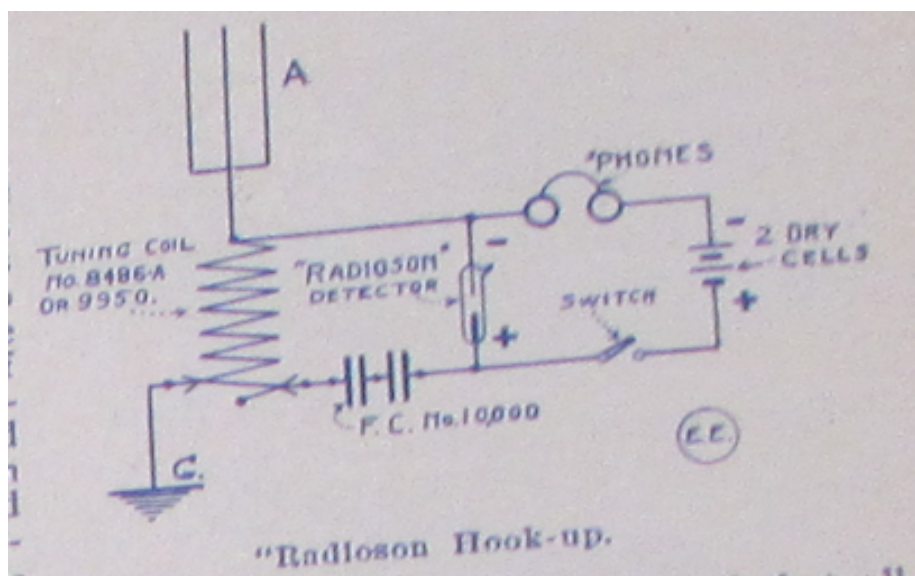 A
"PHONES
TUNING COIL
No. 8486-A
OR 9950.
"RADIOSON"
DETECTOR
-
+
-
2 DRY
CELLS
+
SWITCH
F.C. No.10,000
E.E.
G.
"Radioson Hook-up.